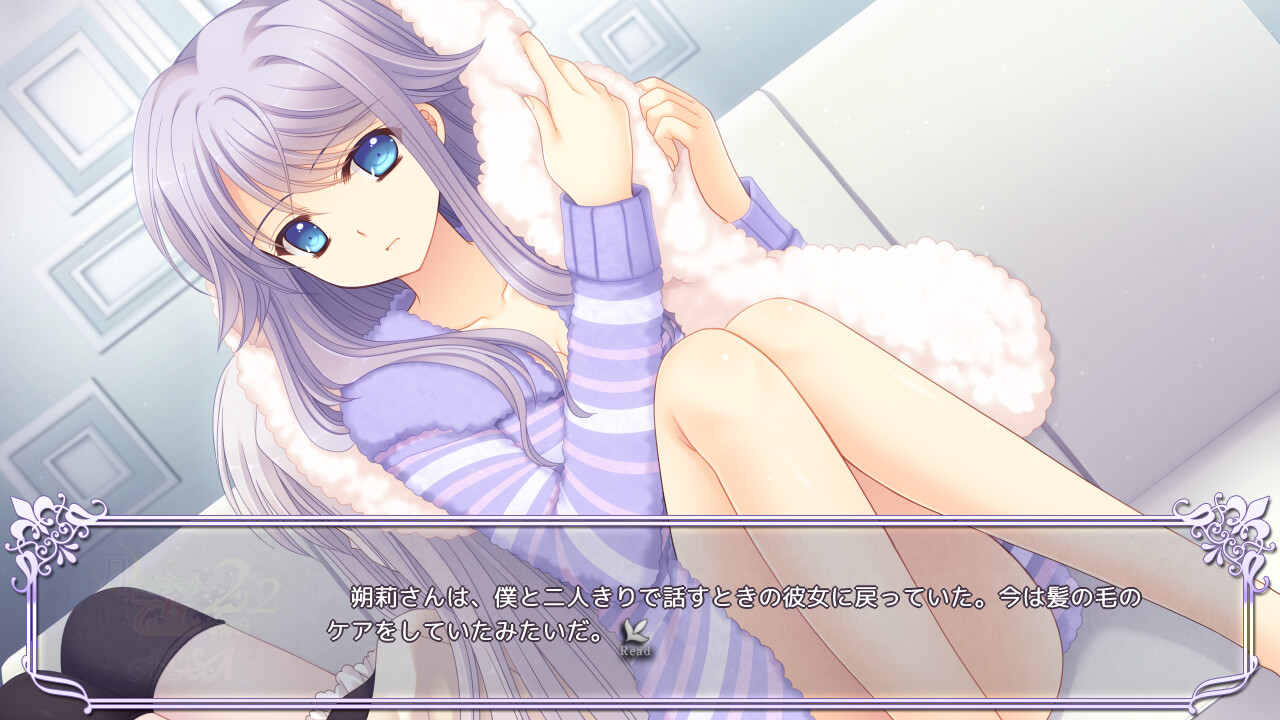 朔莉さんは、僕と二人きりで話すときの彼女に戻っていた。今は髪の毛の
ケアをしていたみたいだ。
Read